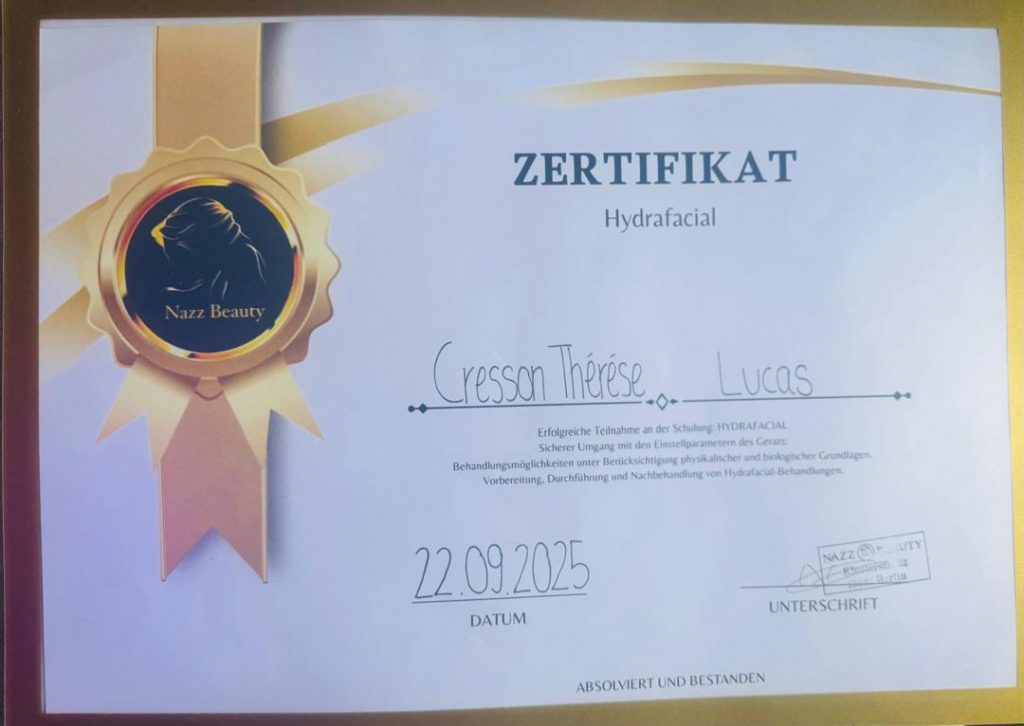 ZERTIFIKAT
Hydrafacial
Nazz Beauty
Cresson Thérése Lucas
Erfolgreiche Teilnahme an der Schulung: HYDRAFACIAL
Sicherer Umgang mit den Einstellparametern des Geräts.
Behandlungsmöglichkeiten unter Berücksichtigung physikalischer und biologischer Grundlagen.
Vorbereitung, Durchführung und Nachbehandlung von Hydrafacial-Behandlungen.
22.09.2025
DATUM
NAZZ
Berlin
UNTERSCHRIFT
ABSOLVIERT UND BESTANDEN